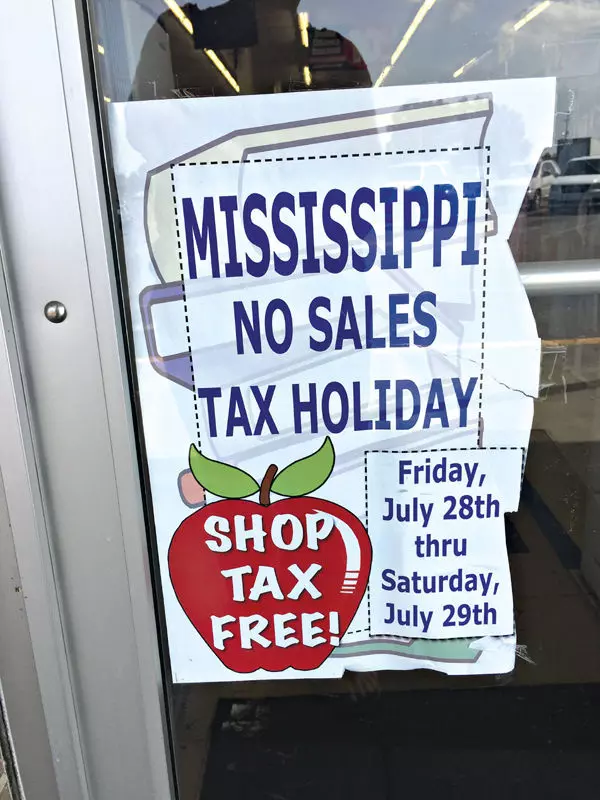 MISSISSIPPI
NO SALES
TAX HOLIDAY
SHOP
TAX
FREE!
Friday,
July 28th
thru
Saturday,
July 29th